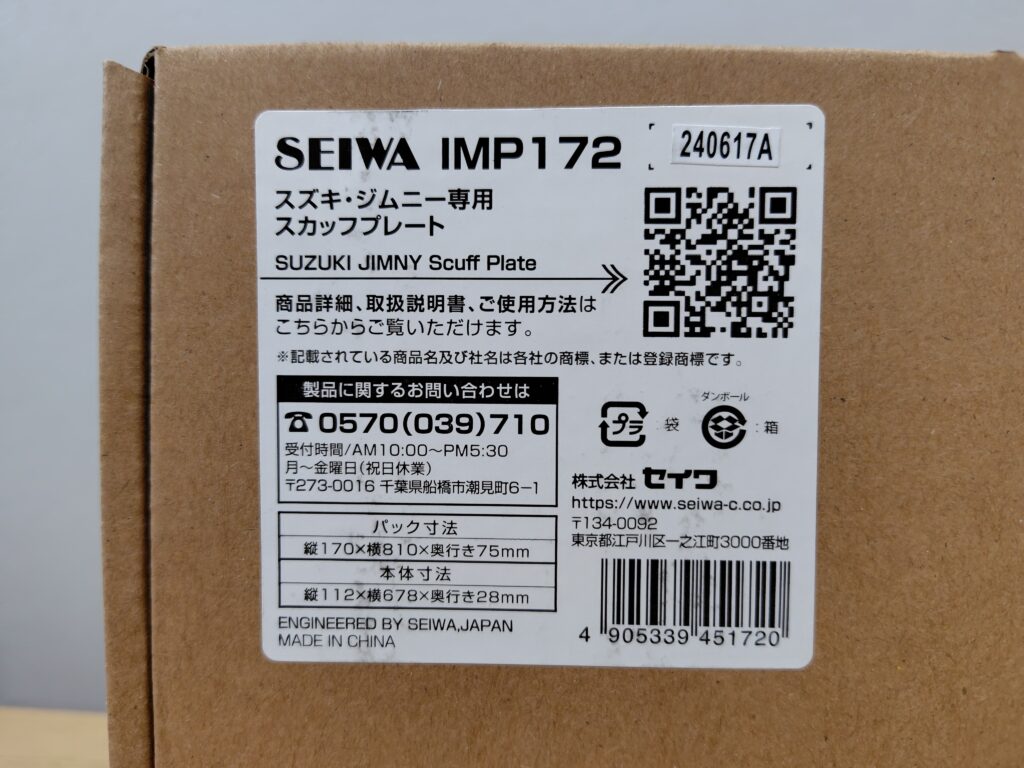 SEIWA IMP172
240617A
スズキ・ジムニー専用
スカッフプレート
SUZUKI JIMNY Scuff Plate
商品詳細、取扱説明書、ご使用方法は
こちらからご覧いただけます。
※記載されている商品名及び社名は各社の商標、または登録商標です。
製品に関するお問い合わせは
☎0570(039)710
受付時間/AM10:00〜PM5:30
月〜金曜日(祝日休業)
〒273-0016 千葉県船橋市潮見町6-1
プラ :袋
ダンボール
:箱
株式会社 セイワ
https://www.seiwa-c.co.jp
〒134-0092
東京都江戸川区一之江町3000番地
パック寸法
縦170×横810×奥行き75mm
本体寸法
縦112×横678×奥行き28mm
ENGINEERED BY SEIWA,JAPAN
MADE IN CHINA
4 905339 451720